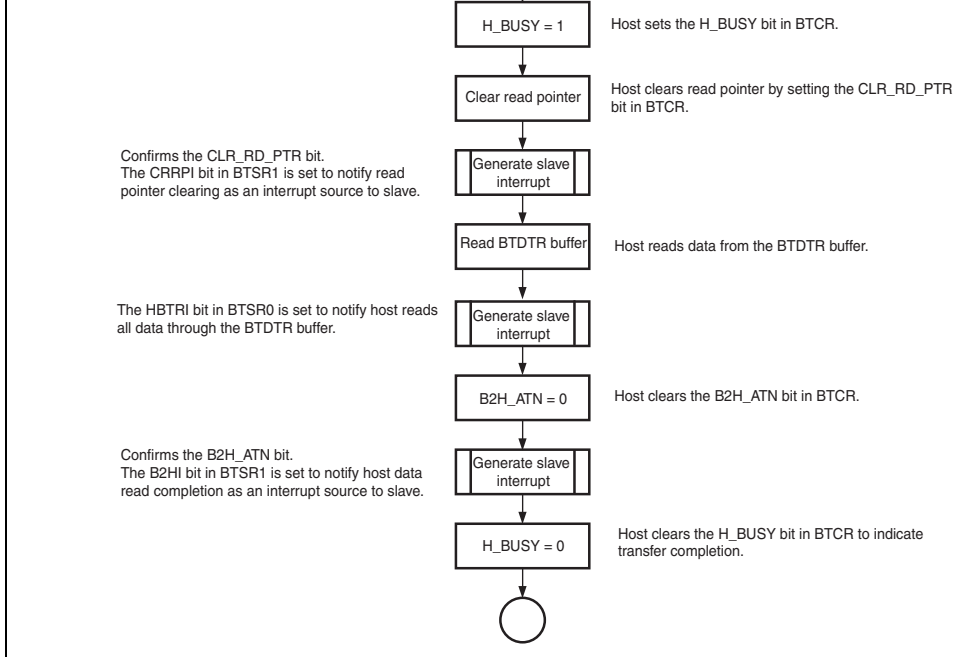 H_BUSY = 1
Host sets the H_BUSY bit in BTCR.
Clear read pointer
Host clears read pointer by setting the CLR_RD_PTR
bit in BTCR.
Confirms the CLR_RD_PTR bit.
The CRRPI bit in BTSR1 is set to notify read
pointer clearing as an interrupt source to slave.
Generate slave
interrupt
Read BTDTR buffer
Host reads data from the BTDTR buffer.
The HBTRI bit in BTSR0 is set to notify host reads
all data through the BTDTR buffer.
Generate slave
interrupt
B2H_ATN = 0
Host clears the B2H_ATN bit in BTCR.
Confirms the B2H_ATN bit.
The B2HI bit in BTSR1 is set to notify host data
read completion as an interrupt source to slave.
Generate slave
interrupt
H_BUSY = 0
Host clears the H_BUSY bit in BTCR to indicate
transfer completion.